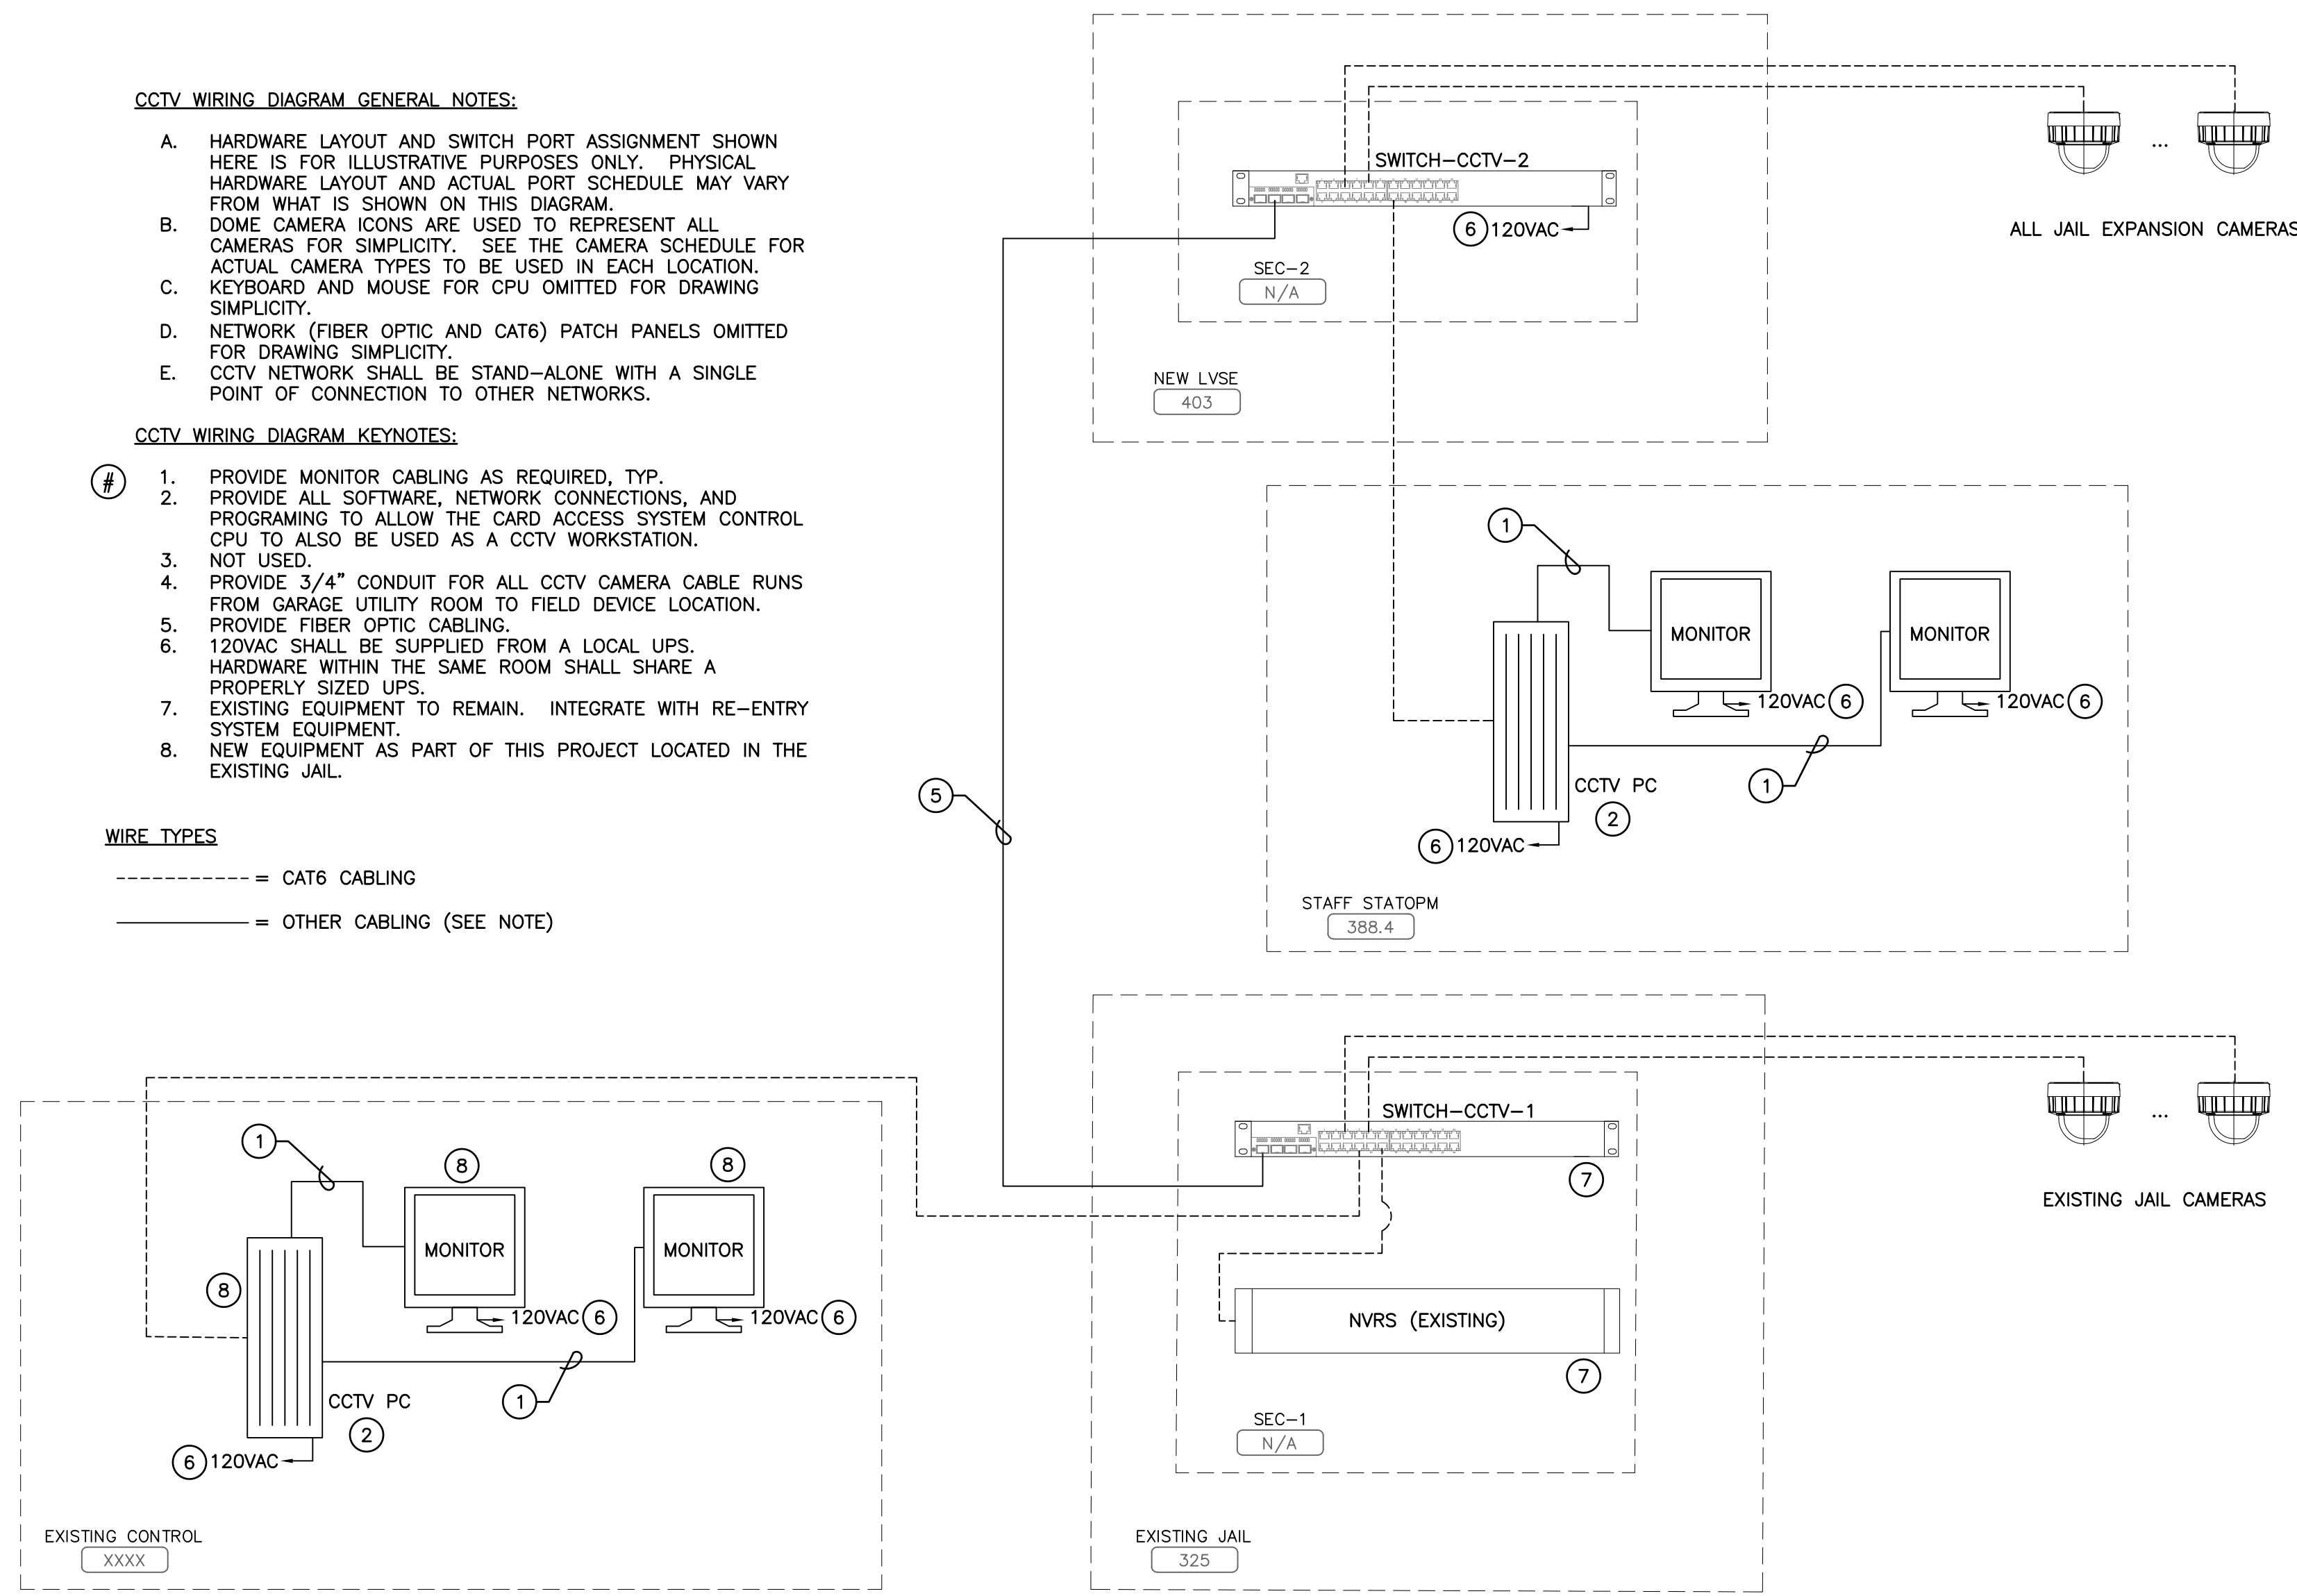 CCTV WIRING DIAGRAM GENERAL NOTES:
A. HARDWARE LAYOUT AND SWITCH PORT ASSIGNMENT SHOWN
HERE IS FOR ILLUSTRATIVE PURPOSES ONLY. PHYSICAL
HARDWARE LAYOUT AND ACTUAL PORT SCHEDULE MAY VARY
FROM WHAT IS SHOWN ON THIS DIAGRAM.
B. DOME CAMERA ICONS ARE USED TO REPRESENT ALL
CAMERAS FOR SIMPLICITY. SEE THE CAMERA SCHEDULE FOR
ACTUAL CAMERA TYPES TO BE USED IN EACH LOCATION.
C. KEYBOARD AND MOUSE FOR CPU OMITTED FOR DRAWING
SIMPLICITY.
D. NETWORK (FIBER OPTIC AND CAT6) PATCH PANELS OMITTED
FOR DRAWING SIMPLICITY.
E. CCTV NETWORK SHALL BE STAND-ALONE WITH A SINGLE
POINT OF CONNECTION TO OTHER NETWORKS.
CCTV WIRING DIAGRAM KEYNOTES:
# 1. PROVIDE MONITOR CABLING AS REQUIRED, TYP.
2. PROVIDE ALL SOFTWARE, NETWORK CONNECTIONS, AND
PROGRAMING TO ALLOW THE CARD ACCESS SYSTEM CONTROL
CPU TO ALSO BE USED AS A CCTV WORKSTATION.
3. NOT USED.
4. PROVIDE 3/4" CONDUIT FOR ALL CCTV CAMERA CABLE RUNS
FROM GARAGE UTILITY ROOM TO FIELD DEVICE LOCATION.
5. PROVIDE FIBER OPTIC CABLING.
6. 120VAC SHALL BE SUPPLIED FROM A LOCAL UPS.
HARDWARE WITHIN THE SAME ROOM SHALL SHARE A
PROPERLY SIZED UPS.
7. EXISTING EQUIPMENT TO REMAIN. INTEGRATE WITH RE-ENTRY
SYSTEM EQUIPMENT.
8. NEW EQUIPMENT AS PART OF THIS PROJECT LOCATED IN THE
EXISTING JAIL.
WIRE TYPES
= CAT6 CABLING
= OTHER CABLING (SEE NOTE)
SWITCH-CCTV-2
6 120VAC
SEC-2
N/A
NEW LVSE
403
...
ALL JAIL EXPANSION CAMERAS
1
MONITOR
MONITOR
120VAC 6
120VAC 6
1
CCTV PC
2
6 120VAC
STAFF STATOPM
388.4
5
1
8
8
MONITOR
MONITOR
8
120VAC 6
120VAC 6
1
CCTV PC
2
6 120VAC
EXISTING CONTROL
XXXX
SWITCH-CCTV-1
7
NVRS (EXISTING)
7
SEC-1
N/A
EXISTING JAIL
325
...
EXISTING JAIL CAMERAS